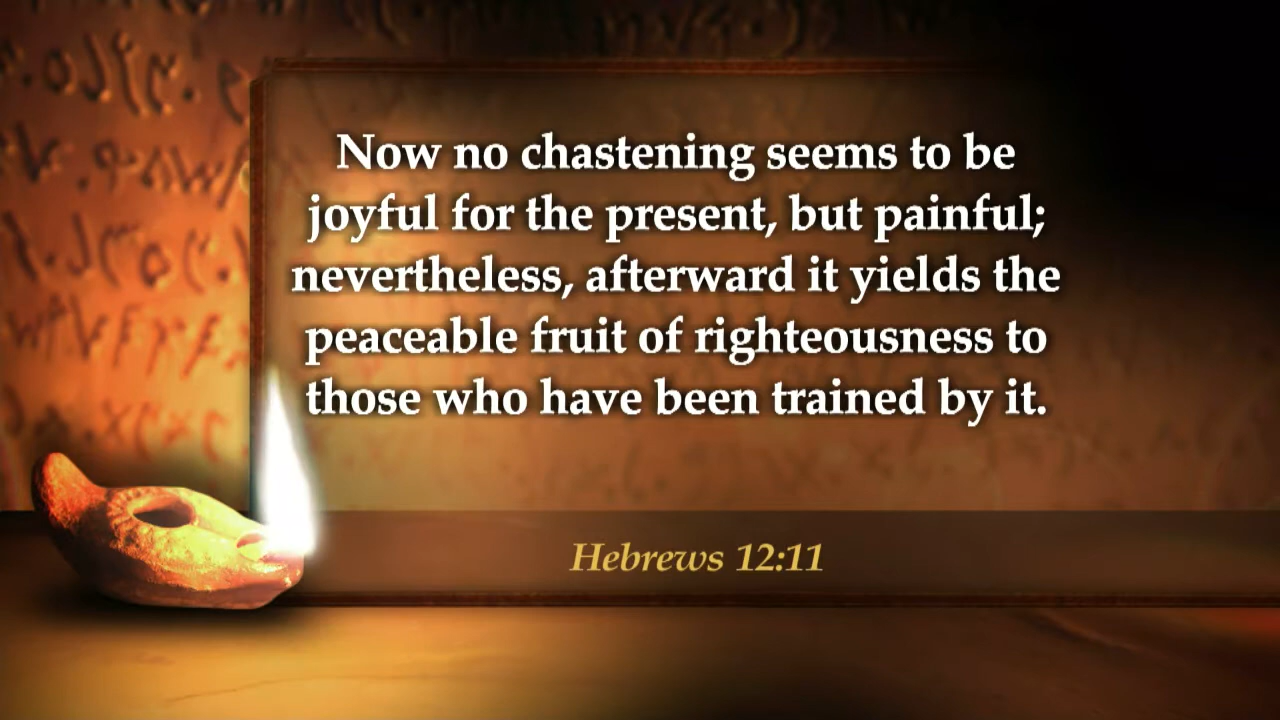 Now no chastening seems to be
joyful for the present, but painful;
nevertheless, afterward it yields the
peaceable fruit of righteousness to
those who have been trained by it.
Hebrews 12:11